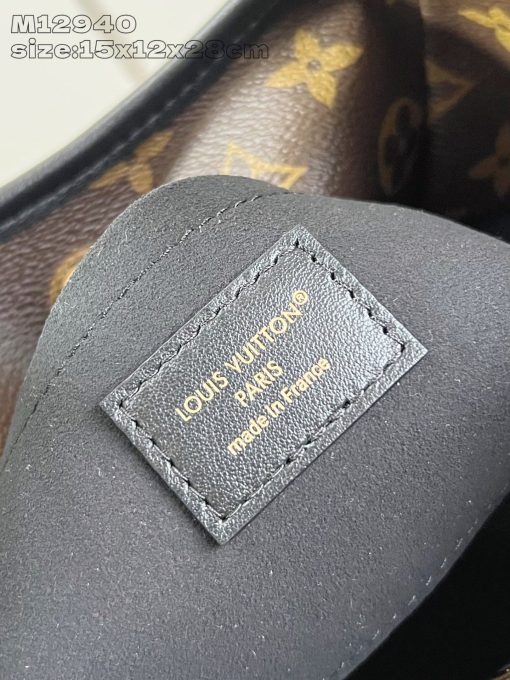 M12940
size:15x12x28cm
LOUIS VUITTON®
PARIS
made in France